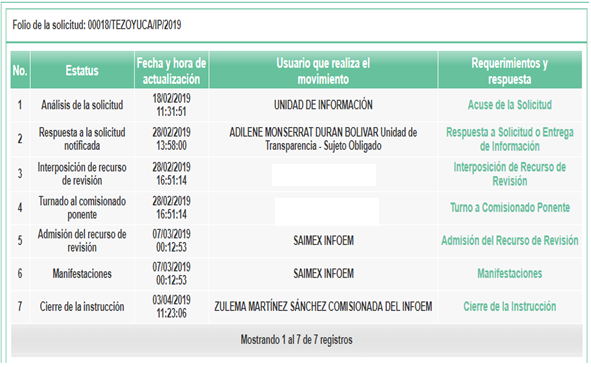 Folio de la solicitud: 00018/TEZOYUCA/IP/2019
No. Estatus Fecha y hora de actualización Usuario que realiza el movimiento Requerimientos y respuesta
1 Análisis de la solicitud 18/02/2019 11:31:51 UNIDAD DE INFORMACIÓN Acuse de la Solicitud
2 Respuesta a la solicitud notificada 28/02/2019 13:58:00 ADILENE MONSERRAT DURAN BOLIVAR Unidad de Transparencia - Sujeto Obligado Respuesta a Solicitud o Entrega de Información
3 Interposición de recurso de revisión 28/02/2019 16:51:14 Interposición de Recurso de Revisión
4 Turnado al comisionado ponente 28/02/2019 16:51:14 Turno a Comisionado Ponente
5 Admisión del recurso de revisión 07/03/2019 00:12:53 SAIMEX INFOEM Admisión del Recurso de Revisión
6 Manifestaciones 07/03/2019 00:12:53 SAIMEX INFOEM Manifestaciones
7 Cierre de la instrucción 03/04/2019 11:23:06 ZULEMA MARTÍNEZ SÁNCHEZ COMISIONADA DEL INFOEM Cierre de la Instrucción
Mostrando 1 al 7 de 7 registros